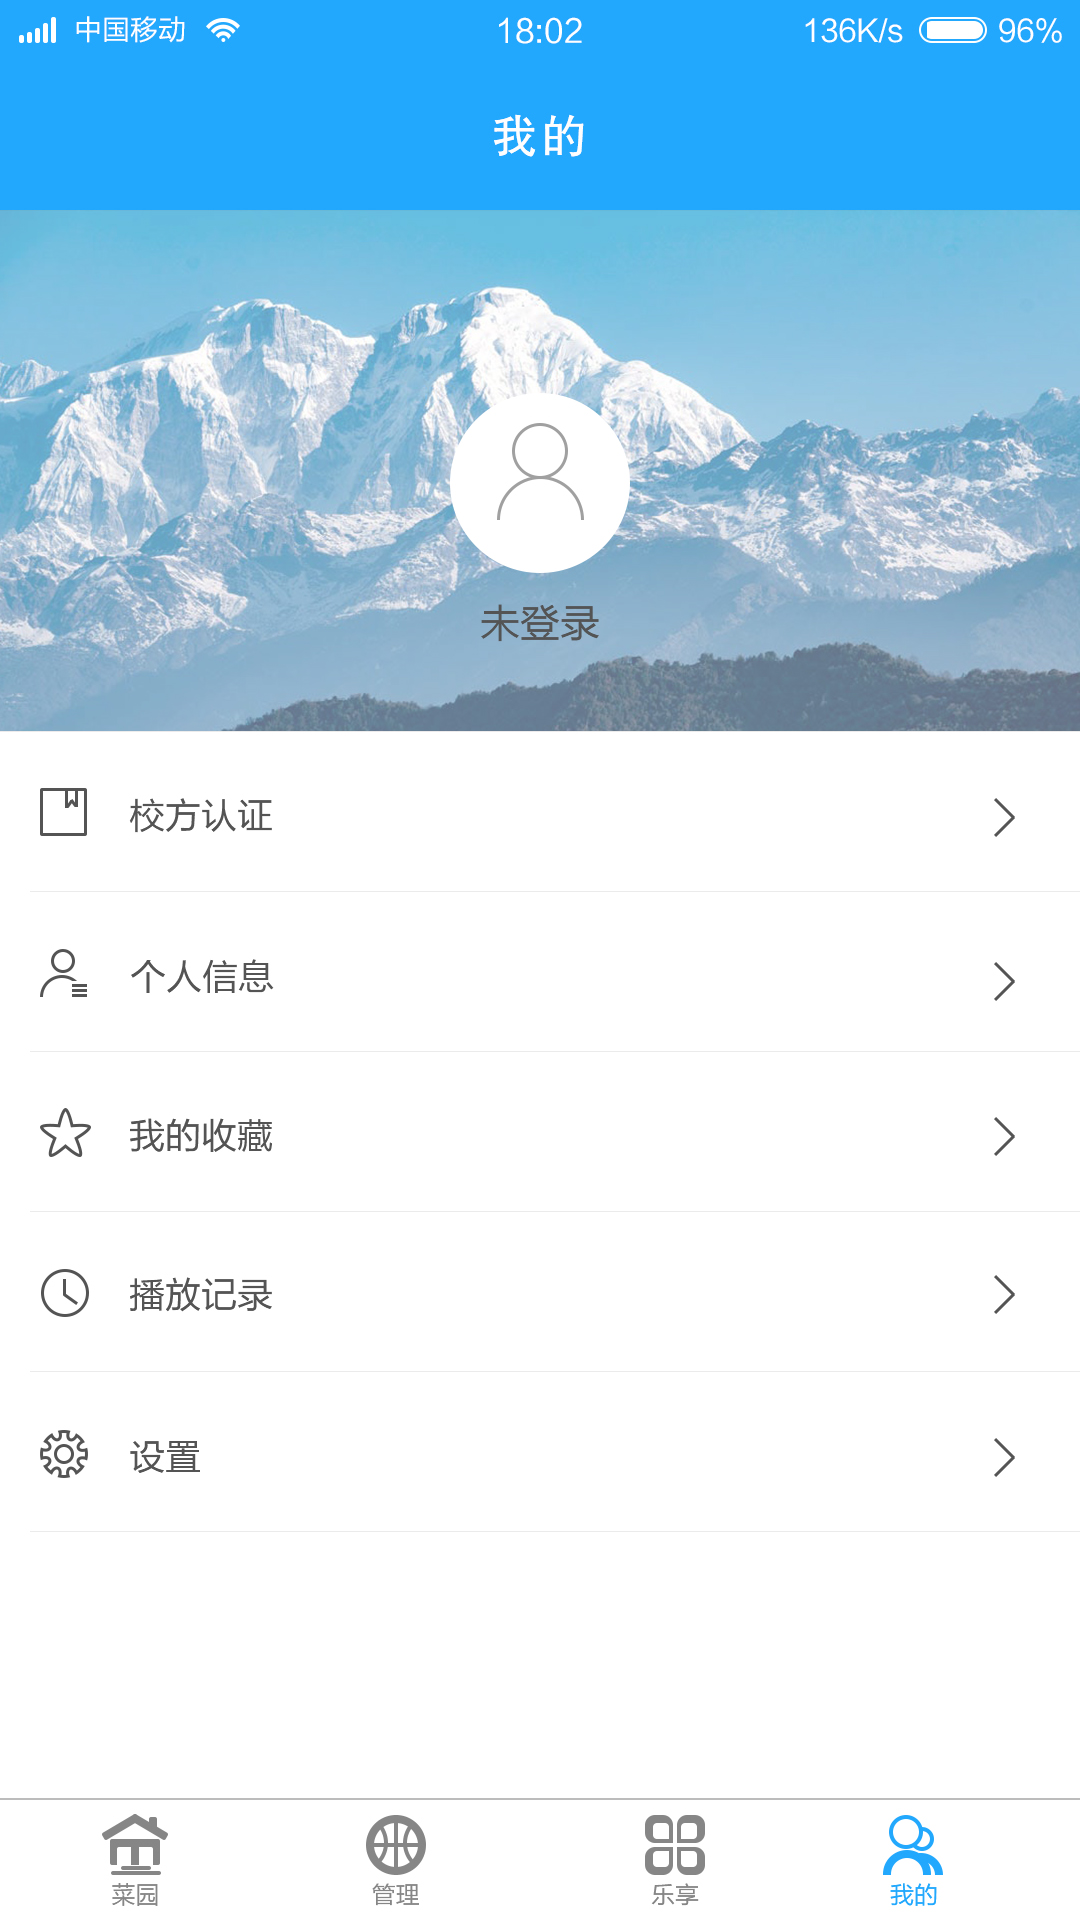 中国移动 18:02 136K/s 96%
我的
未登录
校方认证
个人信息
我的收藏
播放记录
设置
菜园 管理 乐享 我的